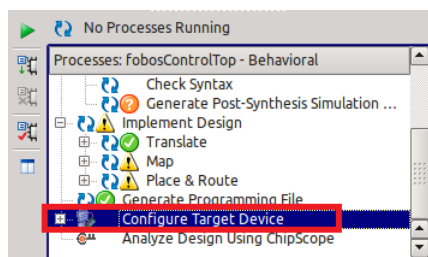 No Processes Running
Processes: fobosControlTop - Behavioral
Check Syntax
Generate Post-Synthesis Simulation ...
Implement Design
Translate
Map
Place & Route
Generate Programming File
Configure Target Device
Analyze Design Using ChipScope